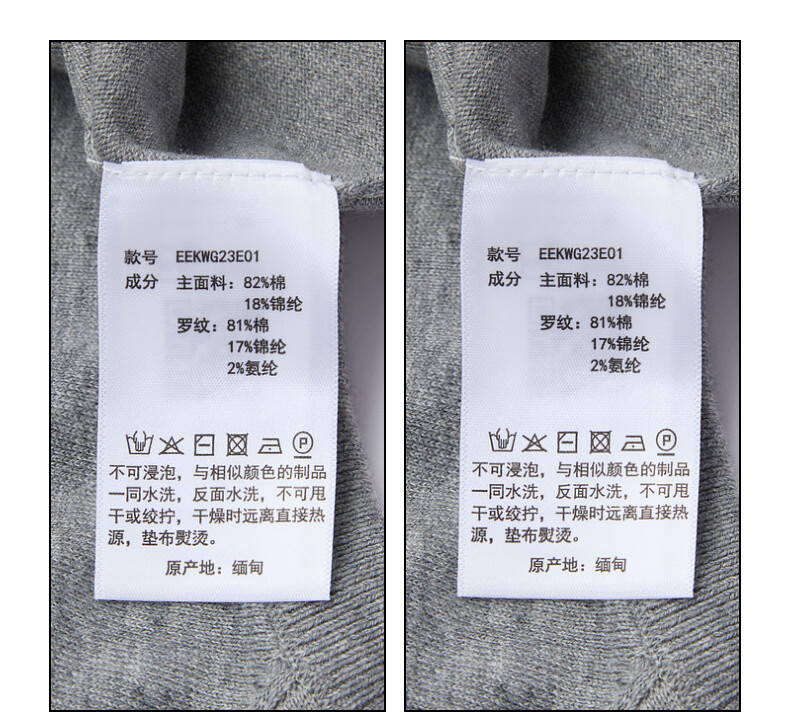 款号 EEKWG23E01
成分 主面料：82%棉
18%锦纶
罗纹：81%棉
17%锦纶
2%氨纶
P
不可浸泡，与相似颜色的制品
一同水洗，反面水洗，不可甩
干或绞拧，干燥时远离直接热
源，垫布熨烫。
原产地：缅甸
款号 EEKWG23E01
成分 主面料：82%棉
18%锦纶
罗纹：81%棉
17%锦纶
2%氨纶
P
不可浸泡，与相似颜色的制品
一同水洗，反面水洗，不可甩
干或绞拧，干燥时远离直接热
源，垫布熨烫。
原产地：缅甸